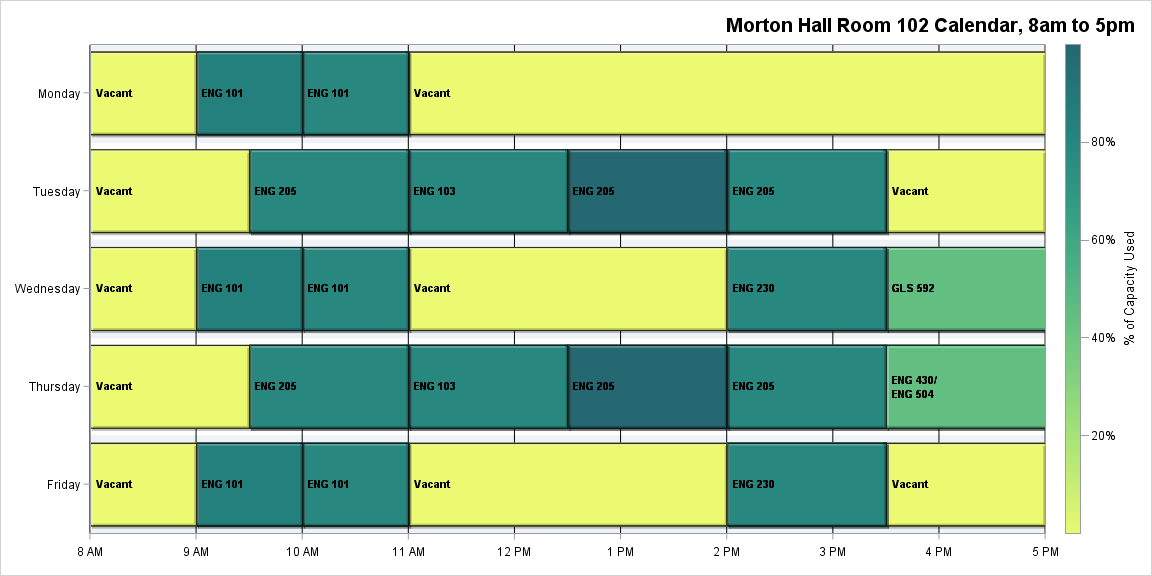 Morton Hall Room 102 Calendar, 8am to 5pm
Monday
Vacant
ENG 101
ENG 101
Vacant
Tuesday
Vacant
ENG 205
ENG 103
ENG 205
ENG 205
Vacant
Wednesday
Vacant
ENG 101
ENG 101
Vacant
ENG 230
GLS 592
Thursday
Vacant
ENG 205
ENG 103
ENG 205
ENG 205
ENG 430/
ENG 504
Friday
Vacant
ENG 101
ENG 101
Vacant
ENG 230
Vacant
8 AM
9 AM
10 AM
11 AM
12 PM
1 PM
2 PM
3 PM
4 PM
5 PM
80%
60%
40%
20%
% of Capacity Used